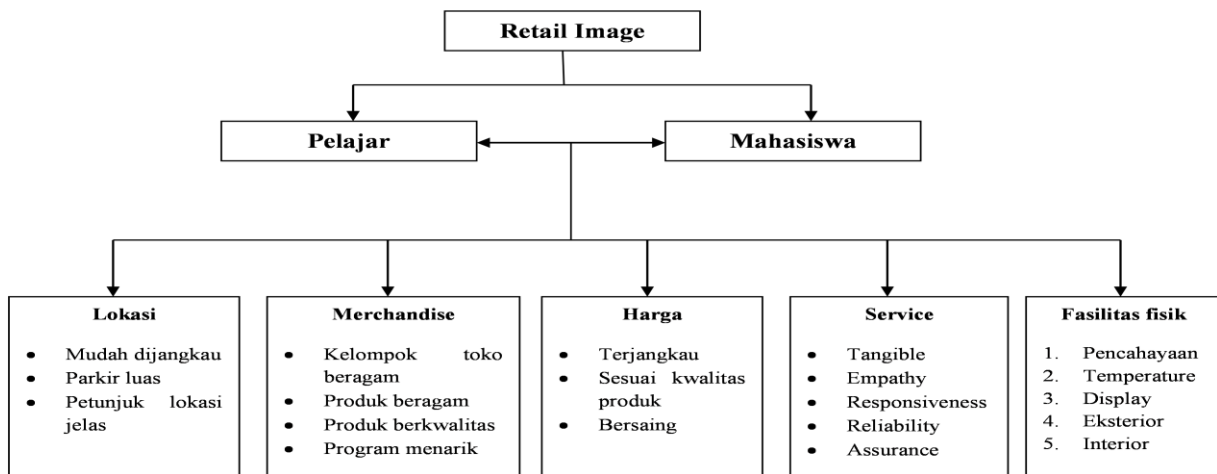 Retail Image
Pelajar
Mahasiswa
Lokasi
• Mudah dijangkau
• Parkir luas
• Petunjuk lokasi
jelas
Merchandise
• Kelompok toko
beragam
• Produk beragam
• Produk berkwalitas
• Program menarik
Harga
• Terjangkau
• Sesuai kwalitas
produk
• Bersaing
Service
• Tangible
• Empathy
• Responsiveness
• Reliability
• Assurance
Fasilitas fisik
1. Pencahayaan
2. Temperature
3. Display
4. Eksterior
5. Interior